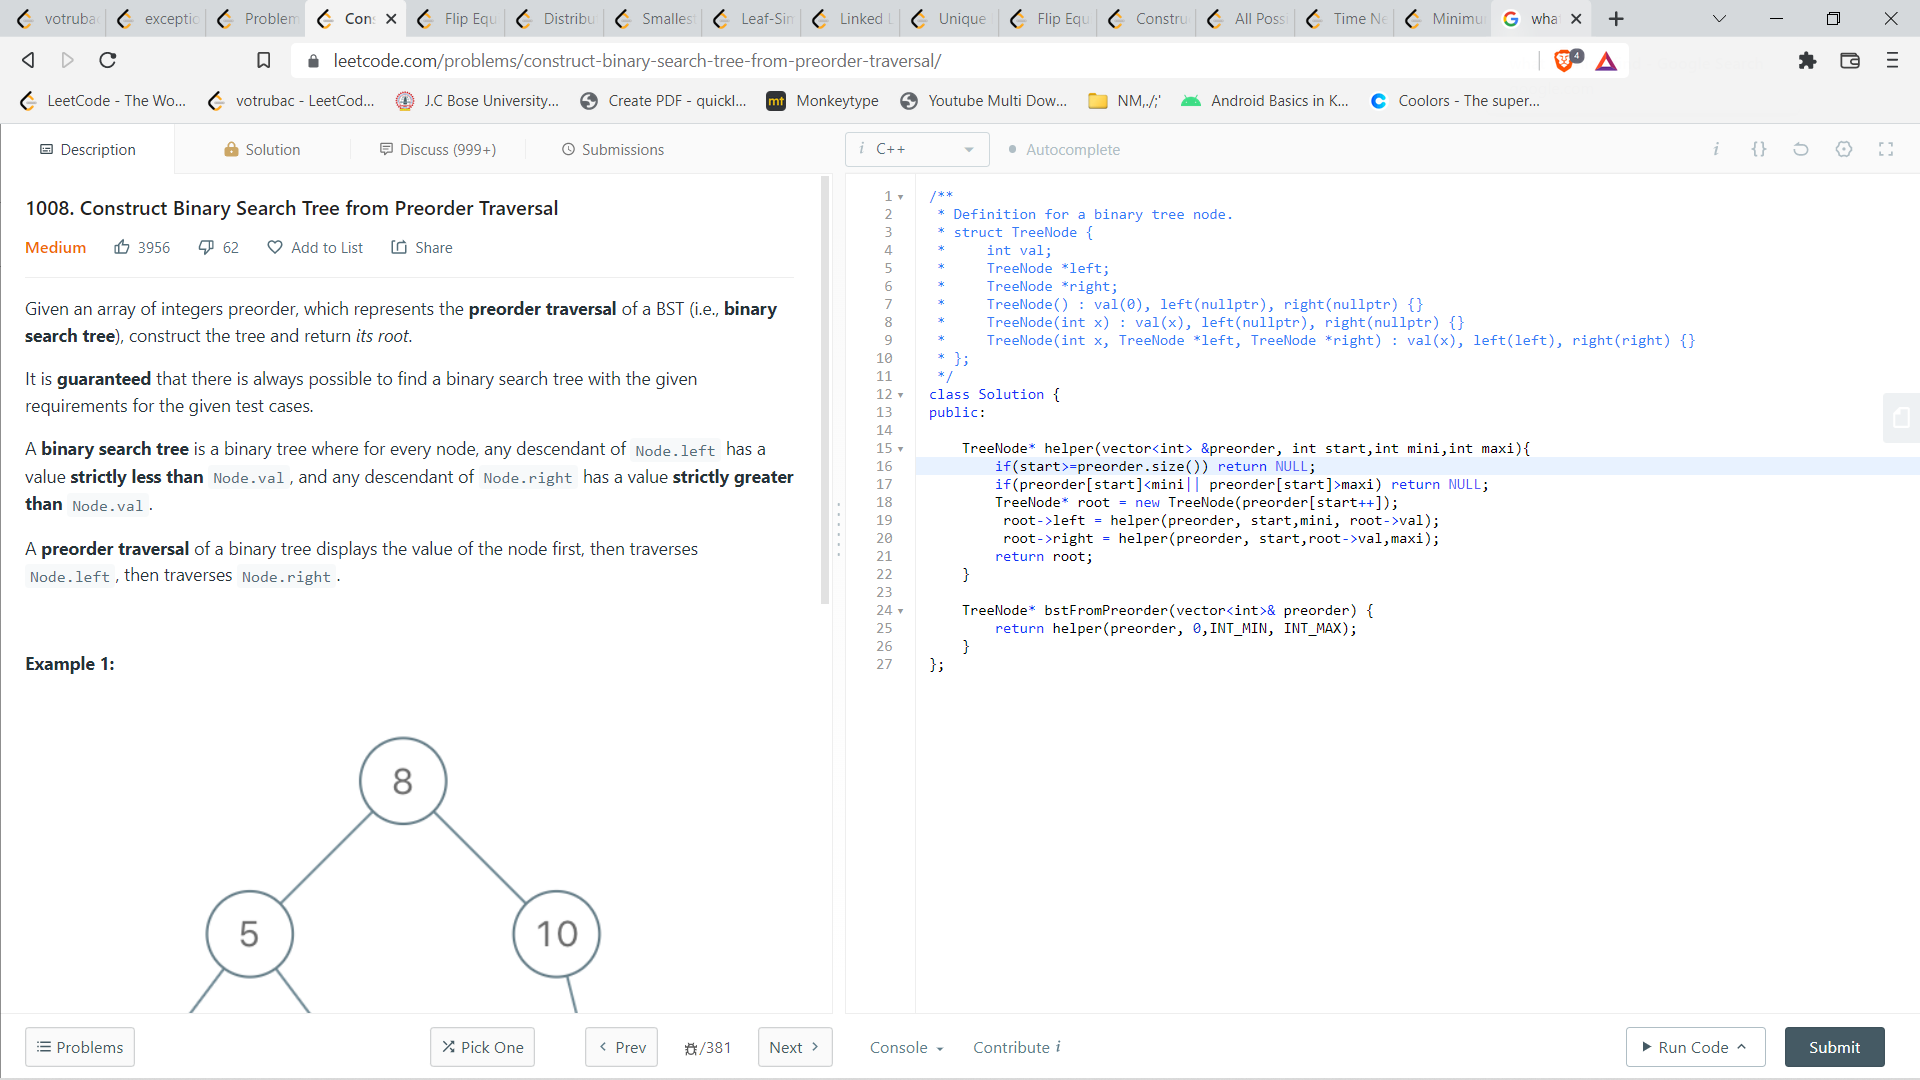 votruba
exceptio
Problem
Cons
Flip Equ
Distribu
Smalles
Leaf-Sin
Linked L
Unique
Flip Equ
Constru
All Possi
Time Ne
Minimu
what
leetcode.com/problems/construct-binary-search-tree-from-preorder-traversal/
4
LeetCode - The Wo...
votrubac - LeetCod...
J.C Bose University...
Create PDF - quickl...
mt Monkeytype
Youtube Multi Dow...
NM,./;'
Android Basics in K...
Coolors - The super...
Description
Solution
Discuss (999+)
Submissions
i C++
Autocomplete
i {}
1008. Construct Binary Search Tree from Preorder Traversal
Medium 3956 62 Add to List Share
Given an array of integers preorder, which represents the preorder traversal of a BST (i.e., binary
search tree), construct the tree and return its root.
It is guaranteed that there is always possible to find a binary search tree with the given
requirements for the given test cases.
A binary search tree is a binary tree where for every node, any descendant of Node.left has a
value strictly less than Node.val , and any descendant of Node.right has a value strictly greater
than Node.val .
A preorder traversal of a binary tree displays the value of the node first, then traverses
Node.left , then traverses Node.right .
Example 1:
8
5
10
1 /**
2 * Definition for a binary tree node.
3 * struct TreeNode {
4 * int val;
5 * TreeNode *left;
6 * TreeNode *right;
7 * TreeNode() : val(0), left(nullptr), right(nullptr) {}
8 * TreeNode(int x) : val(x), left(nullptr), right(nullptr) {}
9 * TreeNode(int x, TreeNode *left, TreeNode *right) : val(x), left(left), right(right) {}
10 * };
11 */
12 class Solution {
13 public:
14
15 TreeNode* helper(vector<int> &preorder, int start,int mini,int maxi){
16 if(start>=preorder.size()) return NULL;
17 if(preorder[start]<mini|| preorder[start]>maxi) return NULL;
18 TreeNode* root = new TreeNode(preorder[start++]);
19 root->left = helper(preorder, start,mini, root->val);
20 root->right = helper(preorder, start,root->val,maxi);
21 return root;
22 }
23
24 TreeNode* bstFromPreorder(vector<int>& preorder) {
25 return helper(preorder, 0,INT_MIN, INT_MAX);
26 }
27 };
Problems
Pick One
Prev
/381
Next
Console
Contribute i
Run Code
Submit